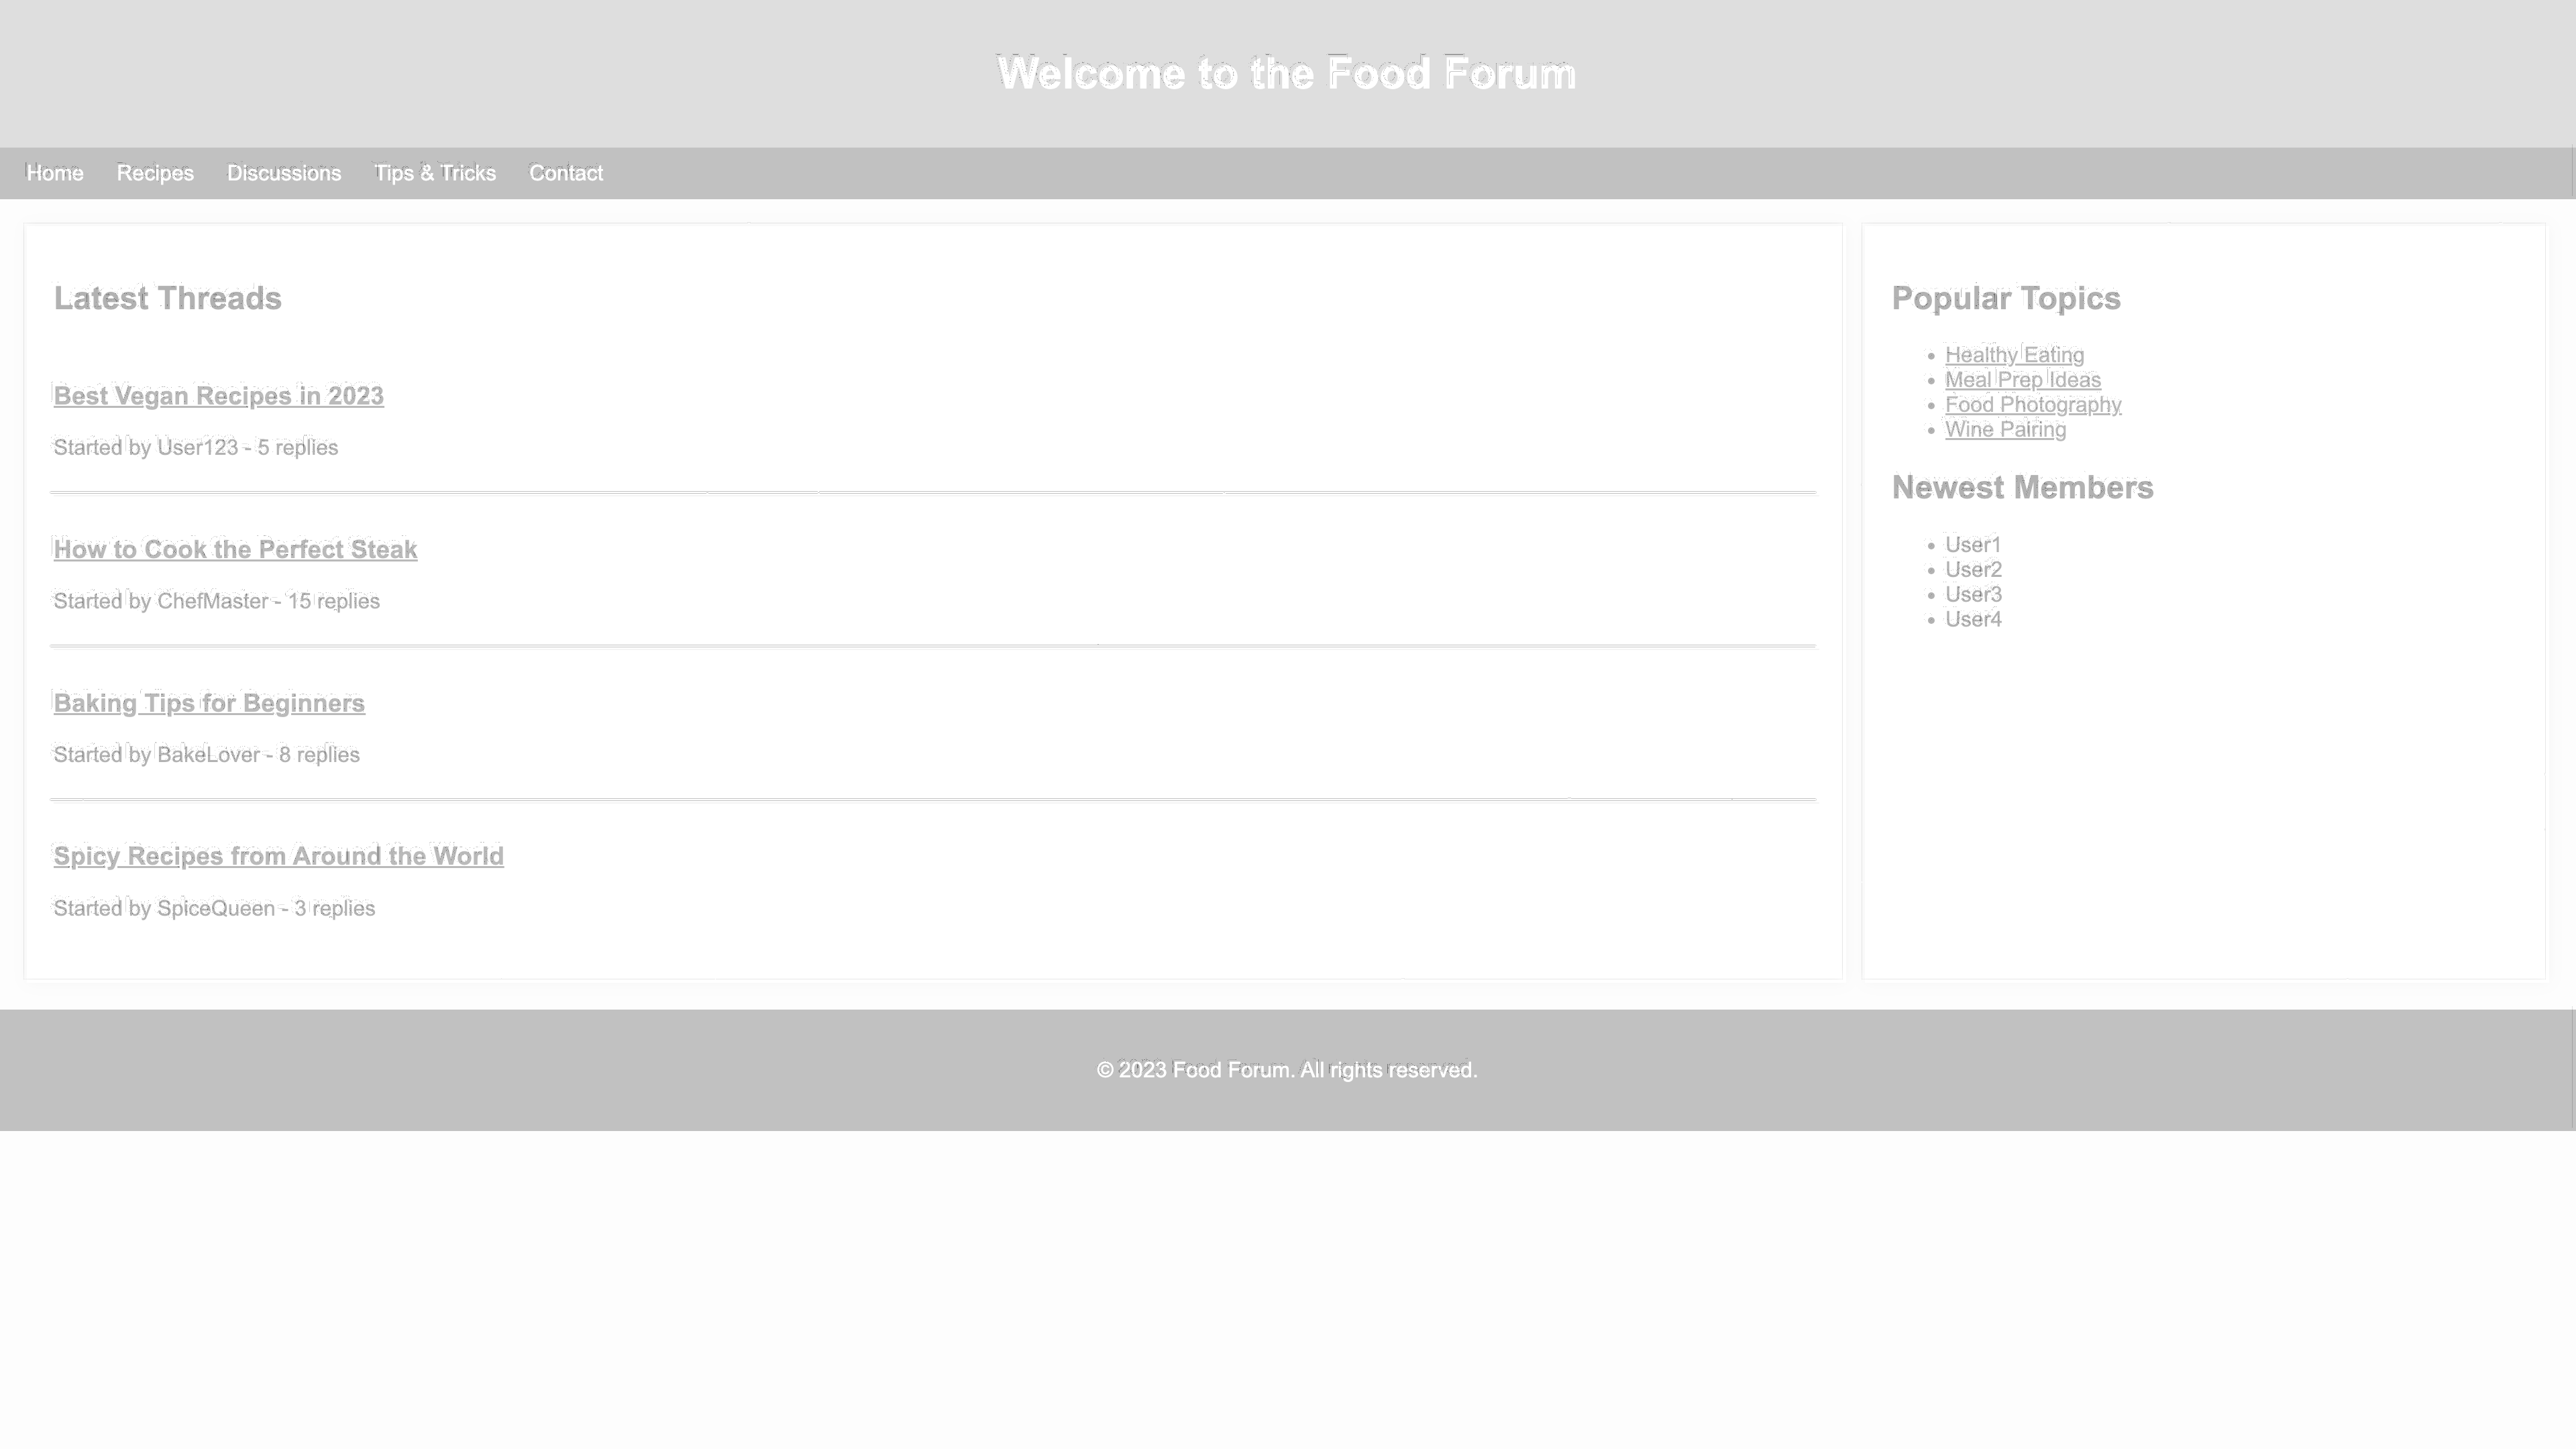 Welcome to the Food Forum
Home Recipes Discussions Tips & Tricks Contact
Latest Threads
Best Vegan Recipes in 2023
Started by User123 - 5 replies
How to Cook the Perfect Steak
Started by ChefMaster - 15 replies
Baking Tips for Beginners
Started by BakeLover - 8 replies
Spicy Recipes from Around the World
Started by SpiceQueen - 3 replies
Popular Topics
Healthy Eating
Meal Prep Ideas
Food Photography
Wine Pairing
Newest Members
User1
User2
User3
User4
© 2023 Food Forum. All rights reserved.